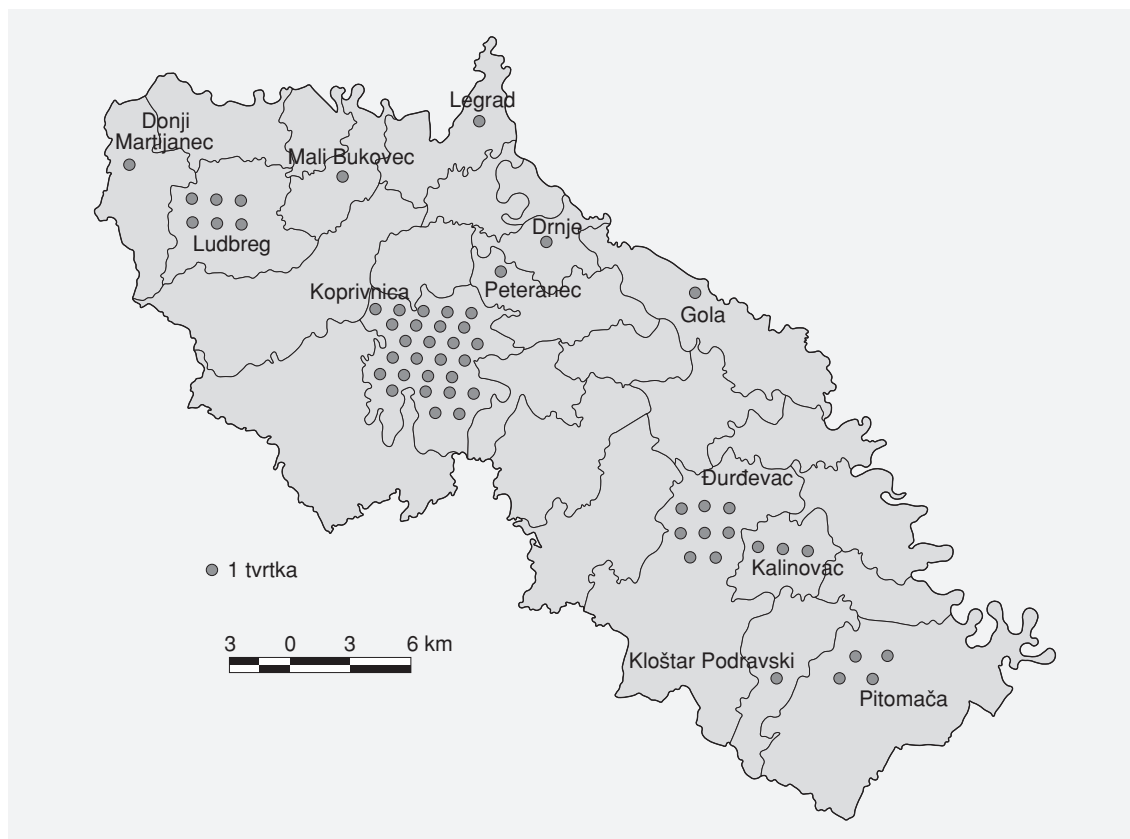 Legrad
Donji
Martijanec
Mali Bukovec
Drnje
Ludbreg
Peteranec
Koprivnica
Gola
Đurđevac
Kalinovac
1 tvrtka
3 0 3 6 km
Kloštar Podravski
Pitomača